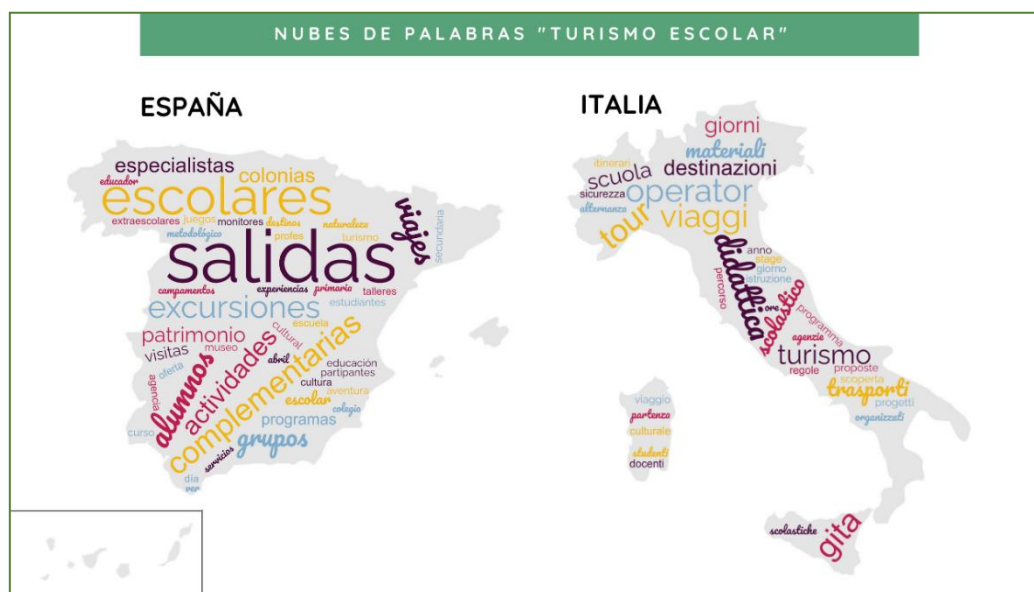 NUBES DE PALABRAS "TURISMO ESCOLAR"
ESPAÑA
especialistas
educador
colonias
escolares
extraescolares
juegos
monitores
destinos
naturaleza
metodológico
profes
turismo
viajes
secundaria
salidas
campamentos
experiencias
primaria
talleres
excursiones
estudiantes
escuela
patrimonio
cultural
visitas
museo
oferta
abril
educación
partipantes
cultura
aventura
agencia
alumnos
actividades
complementarias
escolar
colegio
programas
curso
grupos
servicios
día
ver
ITALIA
giorni
materiali
itinerari
scuola
destinazioni
sicurezza
operator
alternanza
tour
viaggi
didattica
anno
stage
giorno
istruzione
percorso
ore
scolastico
programma
agenzie
turismo
regole
proposte
scoperta
trasporti
progetti
organizzati
viaggio
partenza
culturale
studenti
docenti
scolastiche
gita